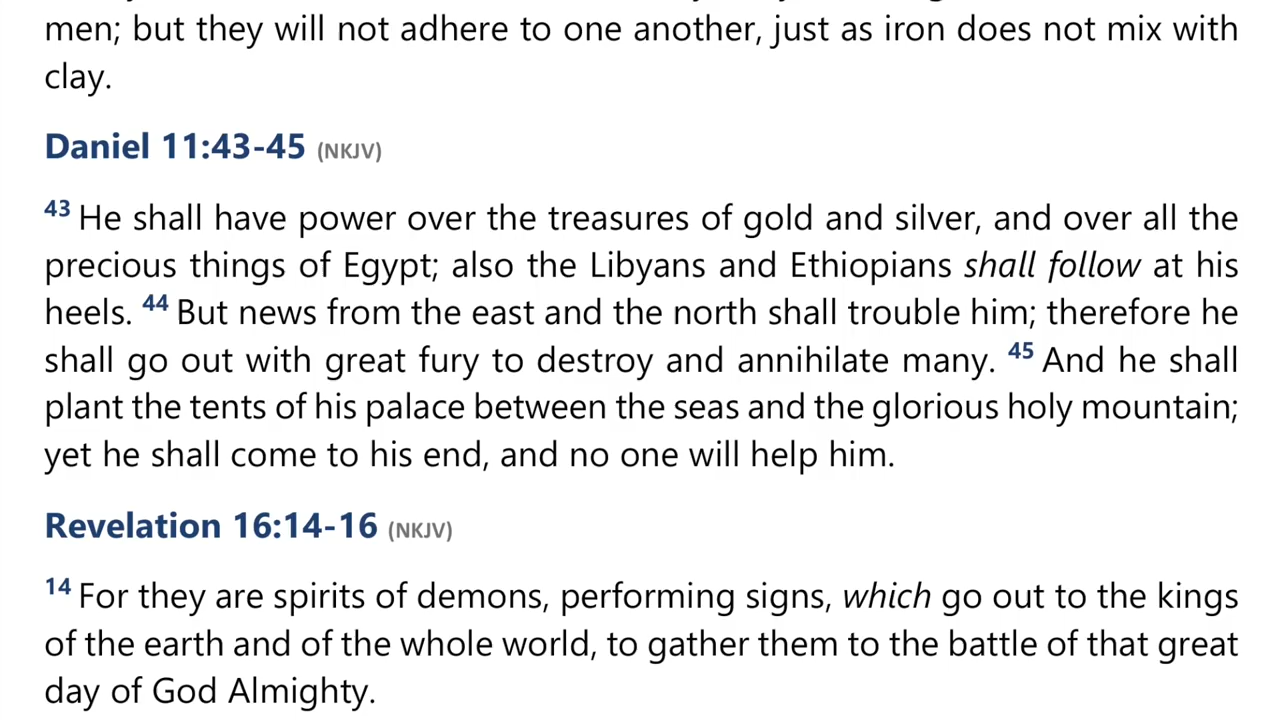 men; but they will not adhere to one another, just as iron does not mix with
clay.
Daniel 11:43-45 (NKJV)
43 He shall have power over the treasures of gold and silver, and over all the
precious things of Egypt; also the Libyans and Ethiopians shall follow at his
heels. 44 But news from the east and the north shall trouble him; therefore he
shall go out with great fury to destroy and annihilate many. 45 And he shall
plant the tents of his palace between the seas and the glorious holy mountain;
yet he shall come to his end, and no one will help him.
Revelation 16:14-16 (NKJV)
14 For they are spirits of demons, performing signs, which go out to the kings
of the earth and of the whole world, to gather them to the battle of that great
day of God Almighty.